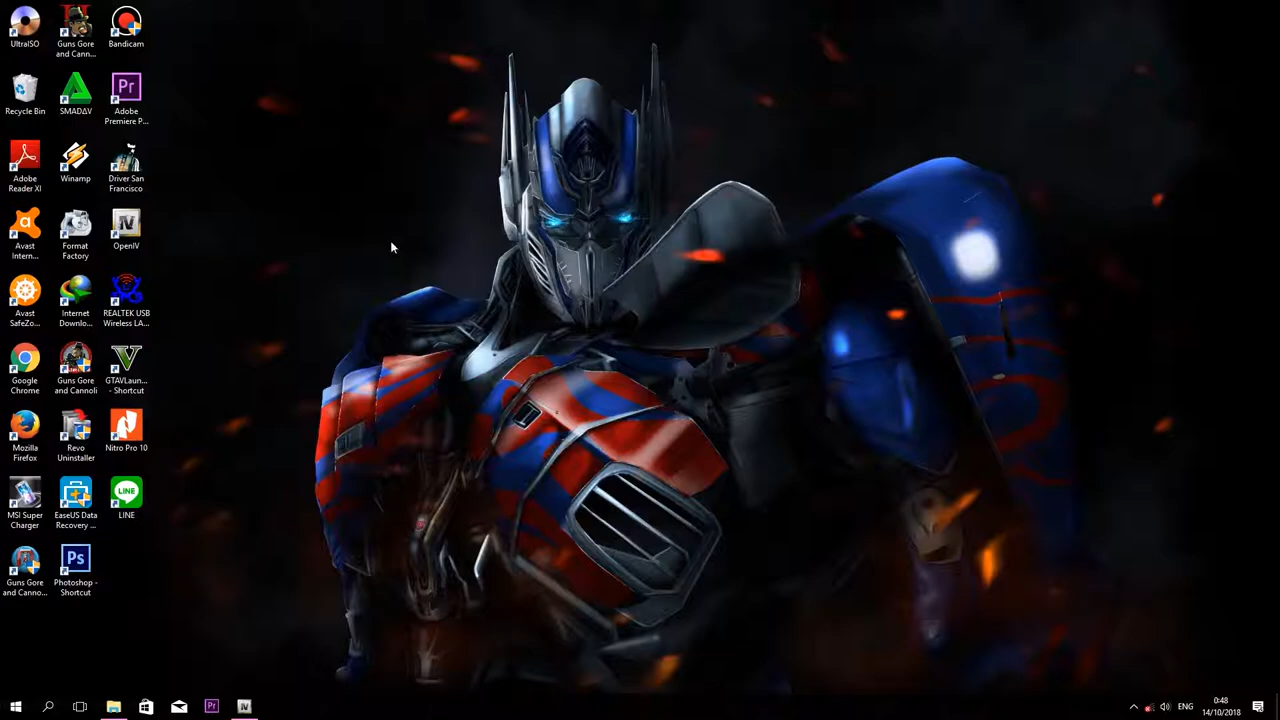 UltraISO
Guns Gore
and Cann...
Bandicam
Recycle Bin
SMADΔV
Adobe
Premiere P...
Adobe
Reader XI
Winamp
Driver San
Francisco
Avast
Intern...
Format
Factory
OpenIV
Avast
SafeZo...
Internet
Downlo...
REALTEK USB
Wireless LA...
Google
Chrome
Guns Gore
and Cannoli
GTAVLaun...
- Shortcut
Mozilla
Firefox
Revo
Uninstaller
Nitro Pro 10
MSI Super
Charger
EaseUS Data
Recovery ...
LINE
Guns Gore
and Canno...
Photoshop -
Shortcut
ENG
0:48
14/10/2018